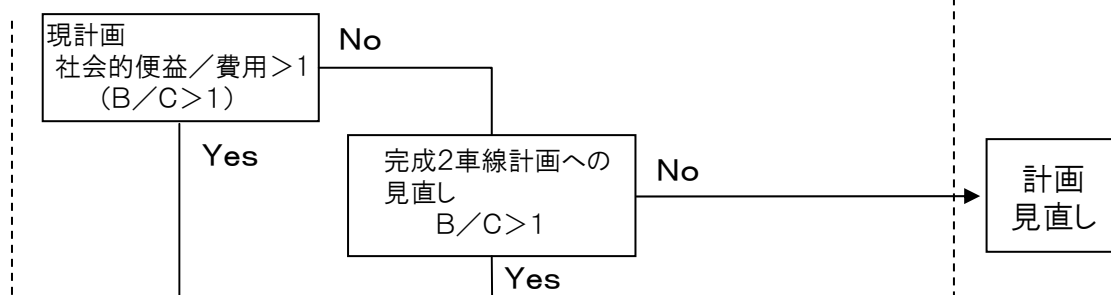 現計画
社会的便益／費用＞1
（B／C＞1）
No
Yes
完成2車線計画への
見直し
B／C＞1
No
Yes
計画
見直し